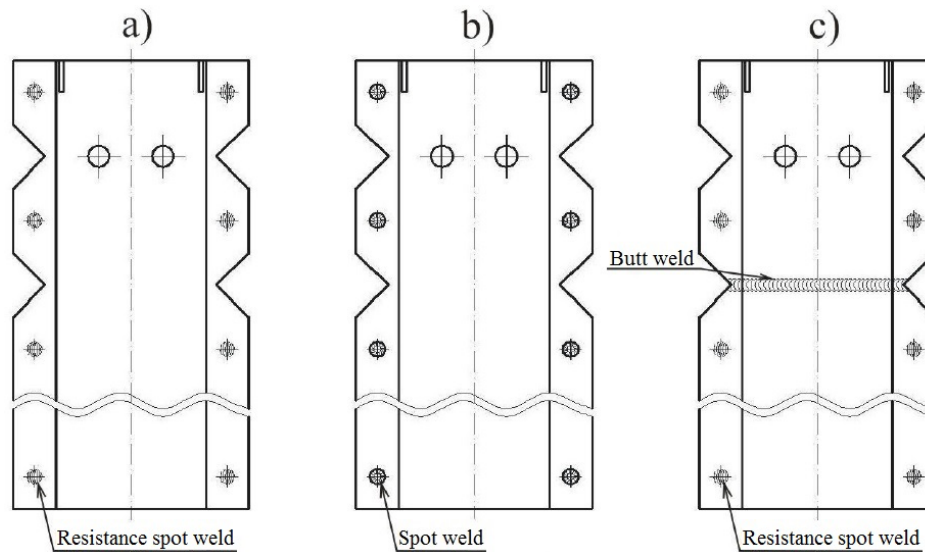 a)
b)
c)
Butt weld
Resistance spot weld
Spot weld
Resistance spot weld